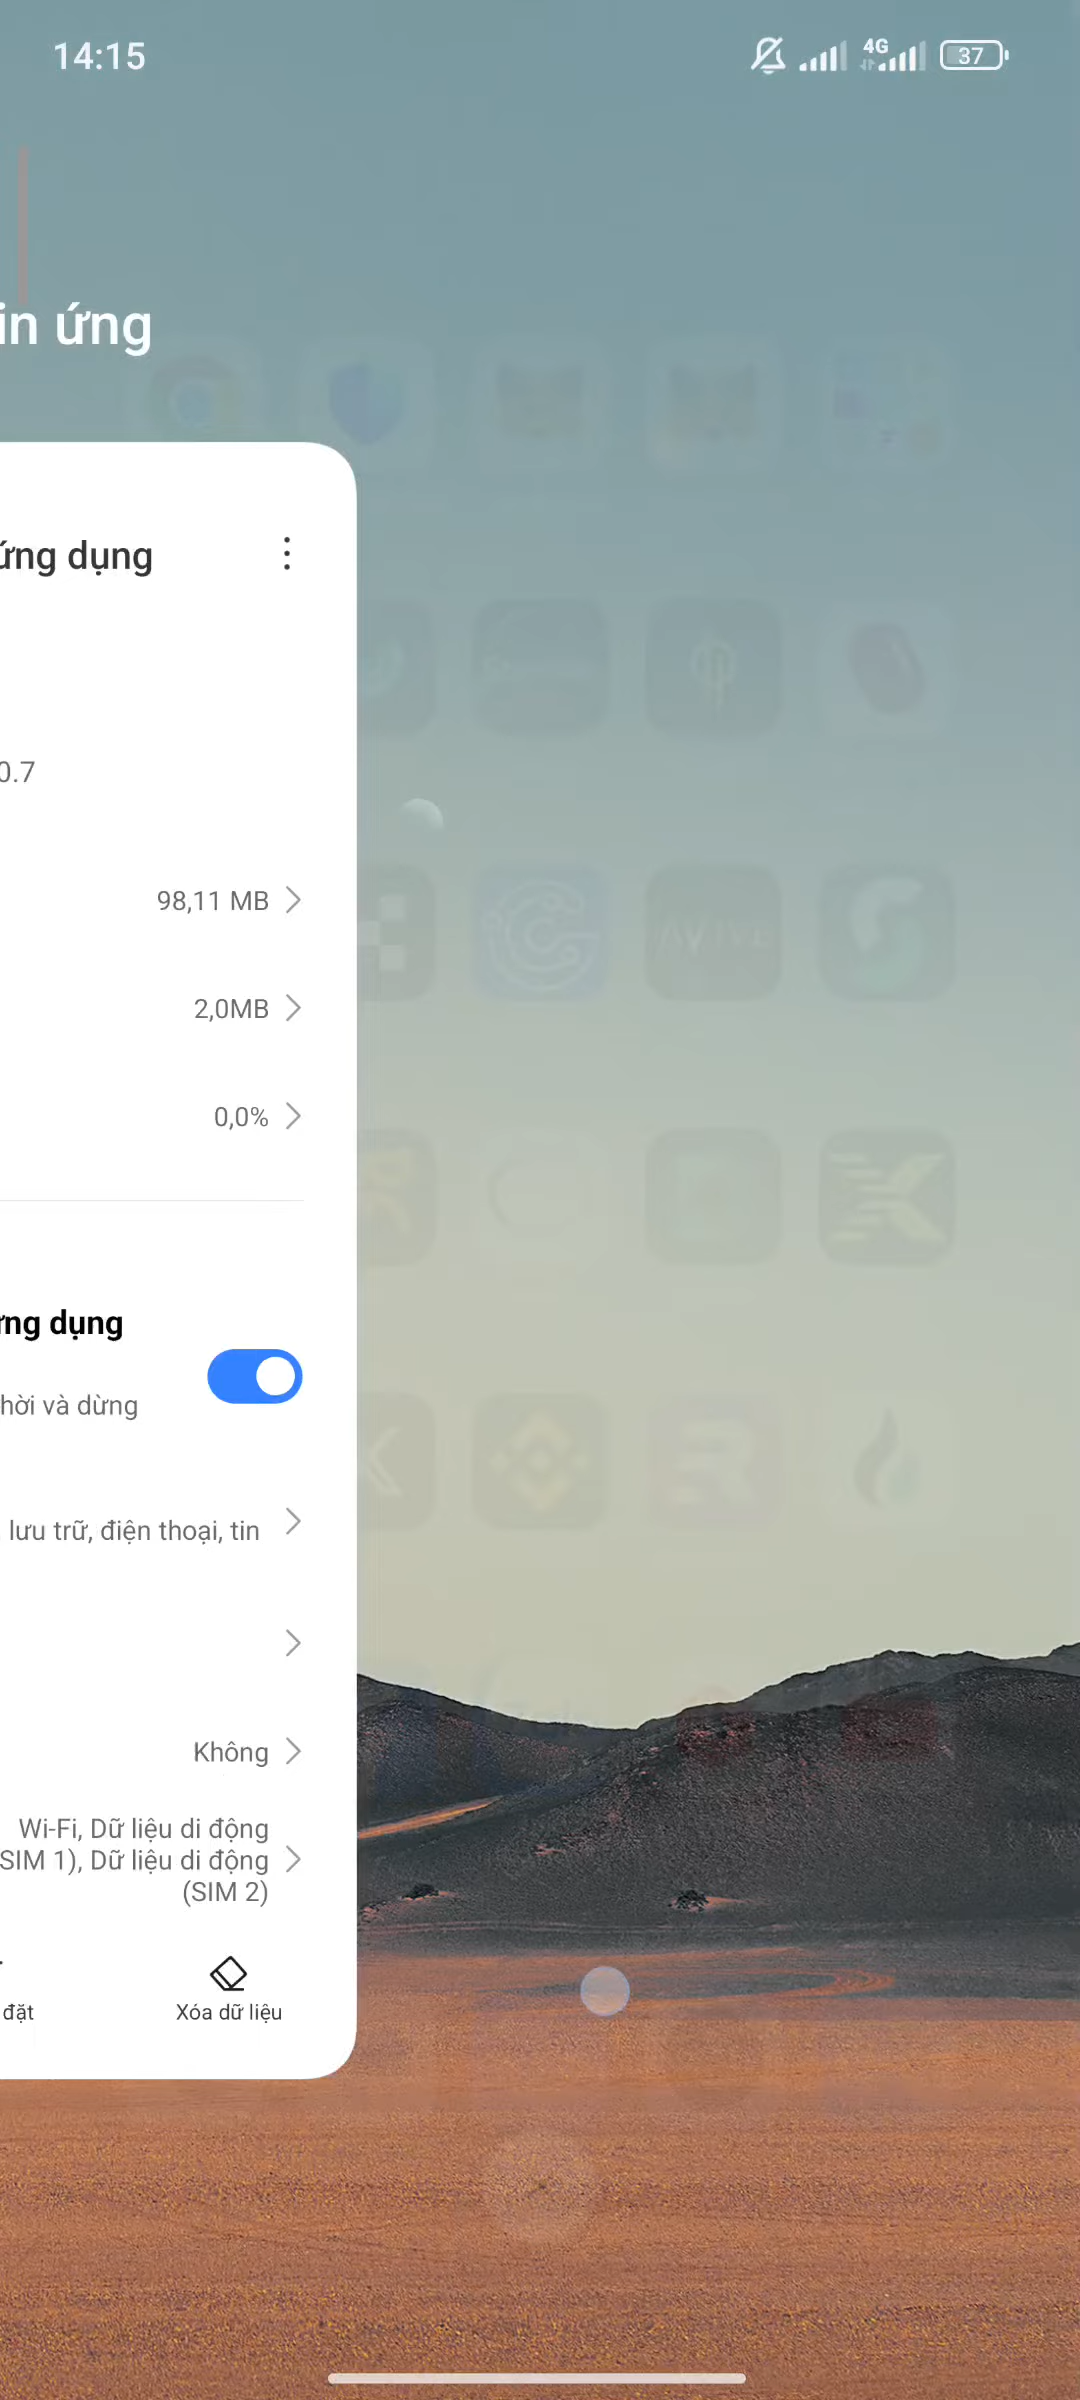 14:15
4G
37
in ứng
ứng dụng
0.7
98,11 MB
2,0MB
0,0%
ứng dụng
hời và dừng
lưu trữ, điện thoại, tin
Không
Wi-Fi, Dữ liệu di động
SIM 1), Dữ liệu di động
(SIM 2)
đặt
Xóa dữ liệu